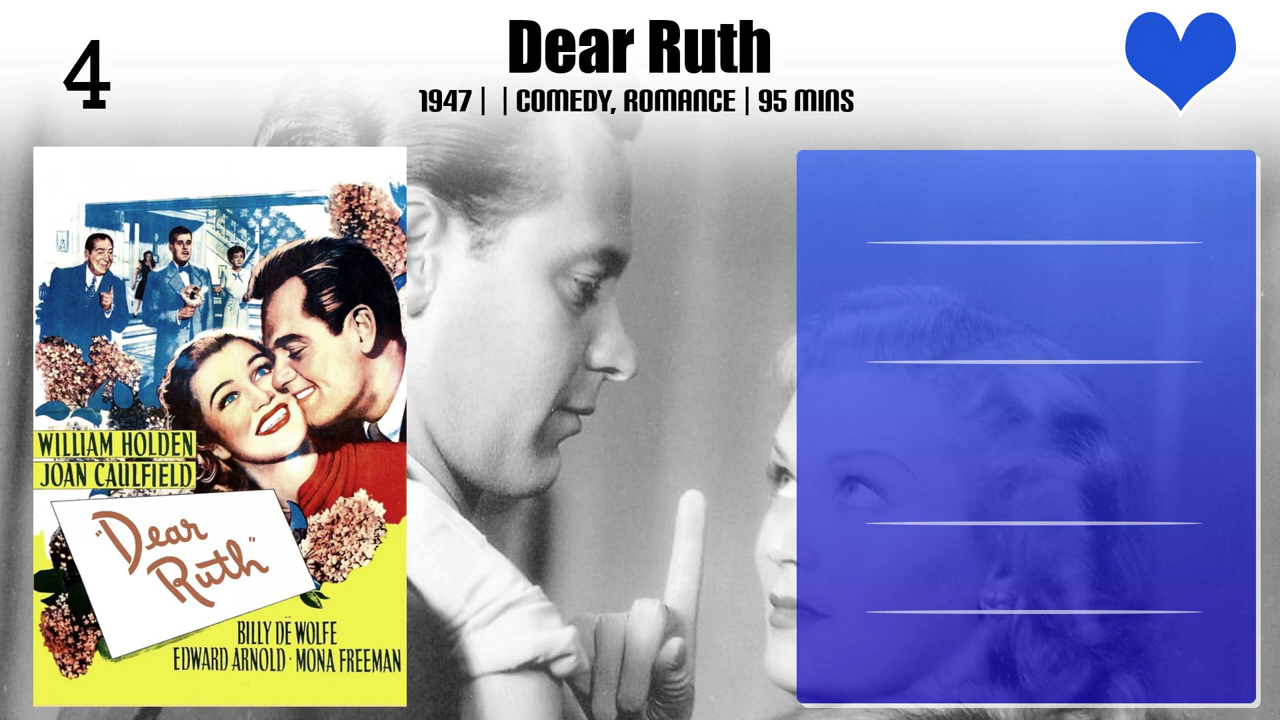 4
Dear Ruth
1947 | | COMEDY, ROMANCE | 95 MINS
WILLIAM HOLDEN
JOAN CAULFIELD
"Dear
Ruth"
BILLY DE WOLFE
EDWARD ARNOLD · MONA FREEMAN